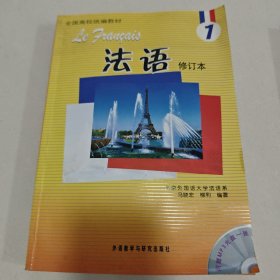 全国高校统编教材
1
Le Français
法语 修订本
北京外国语大学法语系
马晓宏 柳利 编著
外语教学与研究出版社